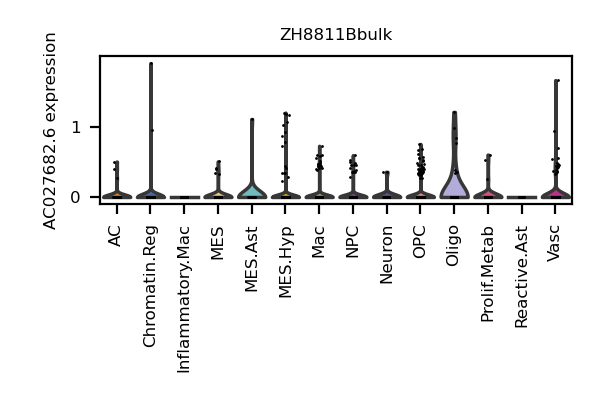 ZH8811Bbulk
AC027682.6 expression
1
0
AC
Chromatin.Reg
Inflammatory.Mac
MES
MES.Ast
MES.Hyp
Mac
NPC
Neuron
OPC
Oligo
Prolif.Metab
Reactive.Ast
Vasc